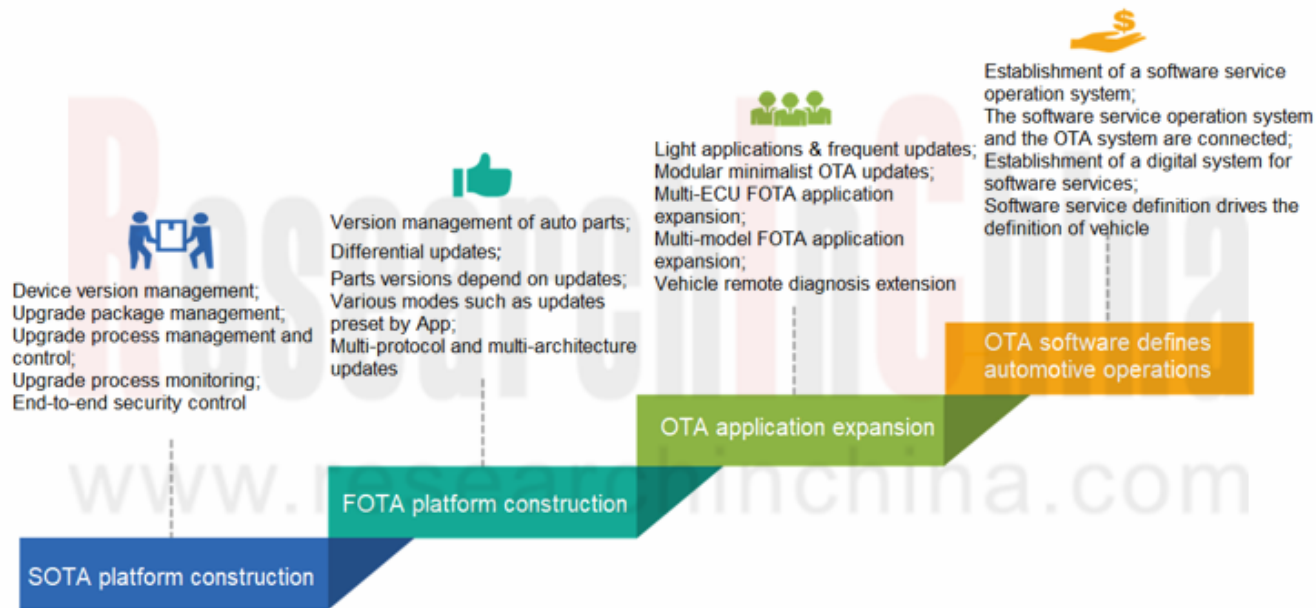 Establishment of a software service
operation system;
The software service operation system
and the OTA system are connected;
Establishment of a digital system for
software services;
Software service definition drives the
definition of vehicle
Light applications & frequent updates;
Modular minimalist OTA updates;
Multi-ECU FOTA application
expansion;
Multi-model FOTA application
expansion;
Vehicle remote diagnosis extension
Version management of auto parts;
Differential updates;
Parts versions depend on updates;
Various modes such as updates
preset by App;
Multi-protocol and multi-architecture
updates
Device version management;
Upgrade package management;
Upgrade process management and
control;
Upgrade process monitoring;
End-to-end security control
OTA software defines
automotive operations
OTA application expansion
FOTA platform construction
SOTA platform construction
ResearchInChina
www.researchinchina.com
$